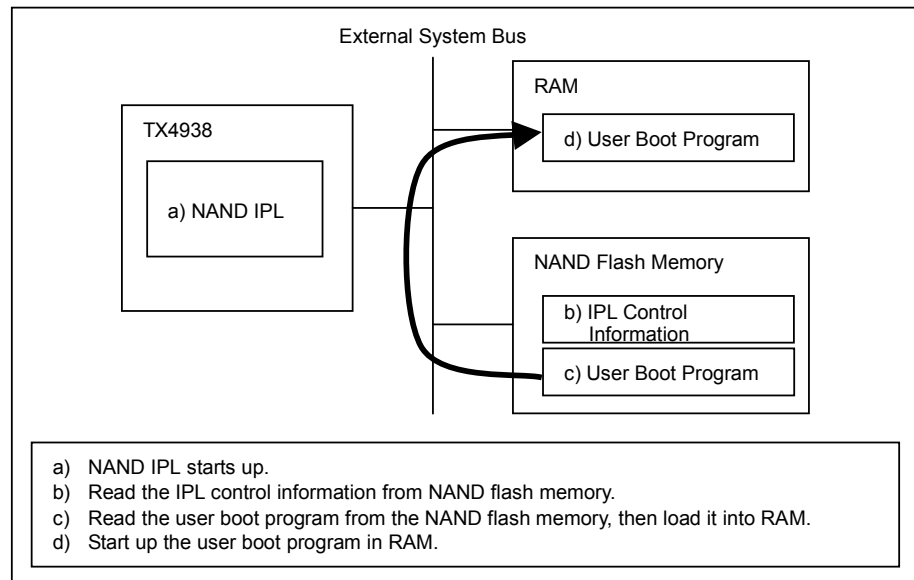 External System Bus
RAM
TX4938
d) User Boot Program
a) NAND IPL
NAND Flash Memory
b) IPL Control
Information
c) User Boot Program
a) NAND IPL starts up.
b) Read the IPL control information from NAND flash memory.
c) Read the user boot program from the NAND flash memory, then load it into RAM.
d) Start up the user boot program in RAM.